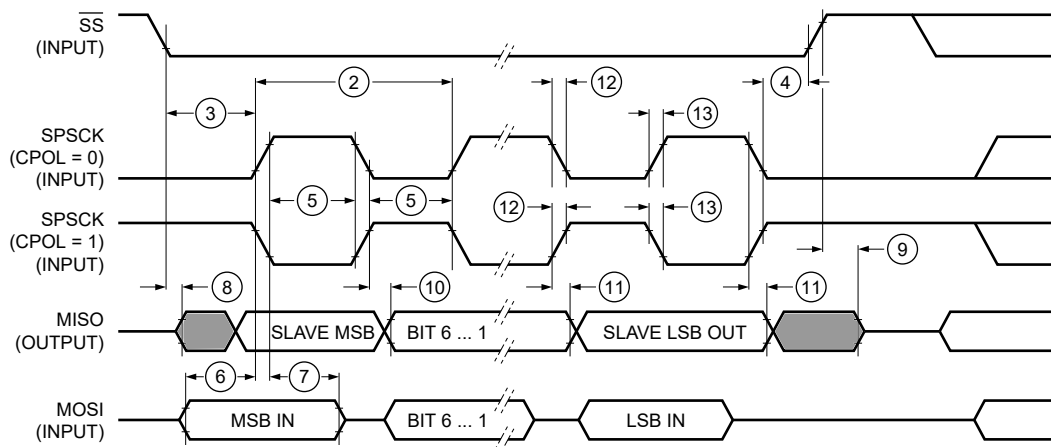 SS
(INPUT)
② ⑫ ④
③ ⑬
SPSCK
(CPOL = 0)
(INPUT)
⑤ ⑤ ⑫ ⑬
SPSCK
(CPOL = 1)
(INPUT)
⑨
⑧ ⑩ ⑪ ⑪
MISO
(OUTPUT)
SLAVE MSB BIT 6 ... 1 SLAVE LSB OUT
⑥ ⑦
MOSI
(INPUT)
MSB IN BIT 6 ... 1 LSB IN